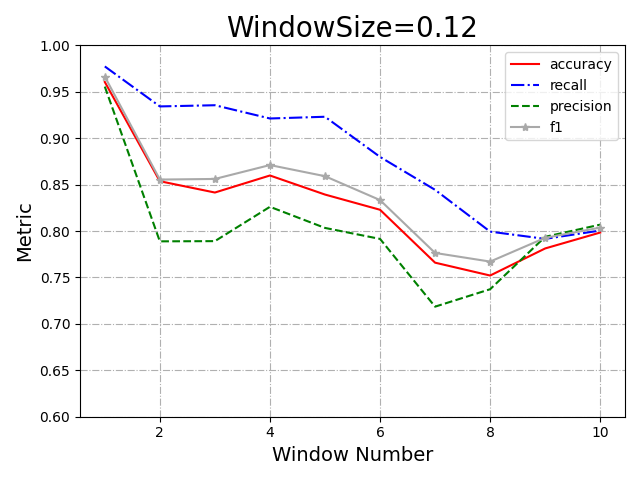 WindowSize=0.12
1.00
0.95
0.90
0.85
0.80
0.75
0.70
0.65
0.60
Metric
accuracy
recall
precision
f1
2 4 6 8 10
Window Number